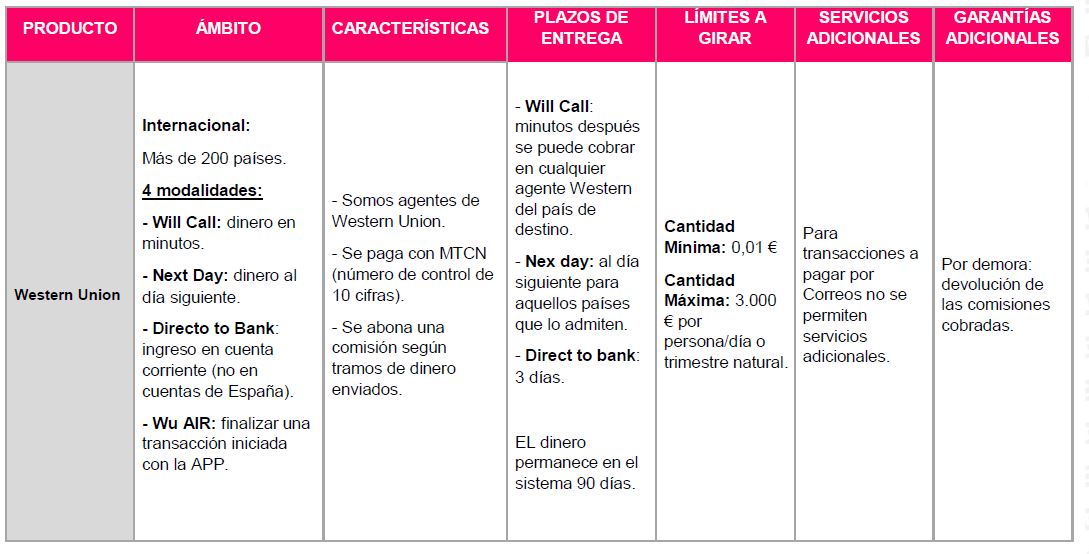 PRODUCTO
ÁMBITO
CARACTERÍSTICAS
PLAZOS DE
ENTREGA
LÍMITES A
GIRAR
SERVICIOS
ADICIONALES
GARANTÍAS
ADICIONALES
Western Union
Internacional:
Más de 200 países.
4 modalidades:
- Will Call: dinero en
minutos.
- Next Day: dinero al
día siguiente.
- Directo to Bank:
ingreso en cuenta
corriente (no en
cuentas de España).
- Wu AIR: finalizar una
transacción iniciada
con la APP.
- Somos agentes de
Western Union.
- Se paga con MTCN
(número de control de
10 cifras).
- Se abona una
comisión según
tramos de dinero
enviados.
- Will Call:
minutos después
se puede cobrar
en cualquier
agente Western
del país de
destino.
- Nex day: al día
siguiente para
aquellos países
que lo admiten.
- Direct to bank:
3 días.
EL dinero
permanece en el
sistema 90 días.
Cantidad
Mínima: 0,01 €
Cantidad
Máxima: 3.000
€ por
persona/día o
trimestre natural.
Para
transacciones a
pagar por
Correos no se
permiten
servicios
adicionales.
Por demora:
devolución de
las comisiones
cobradas.